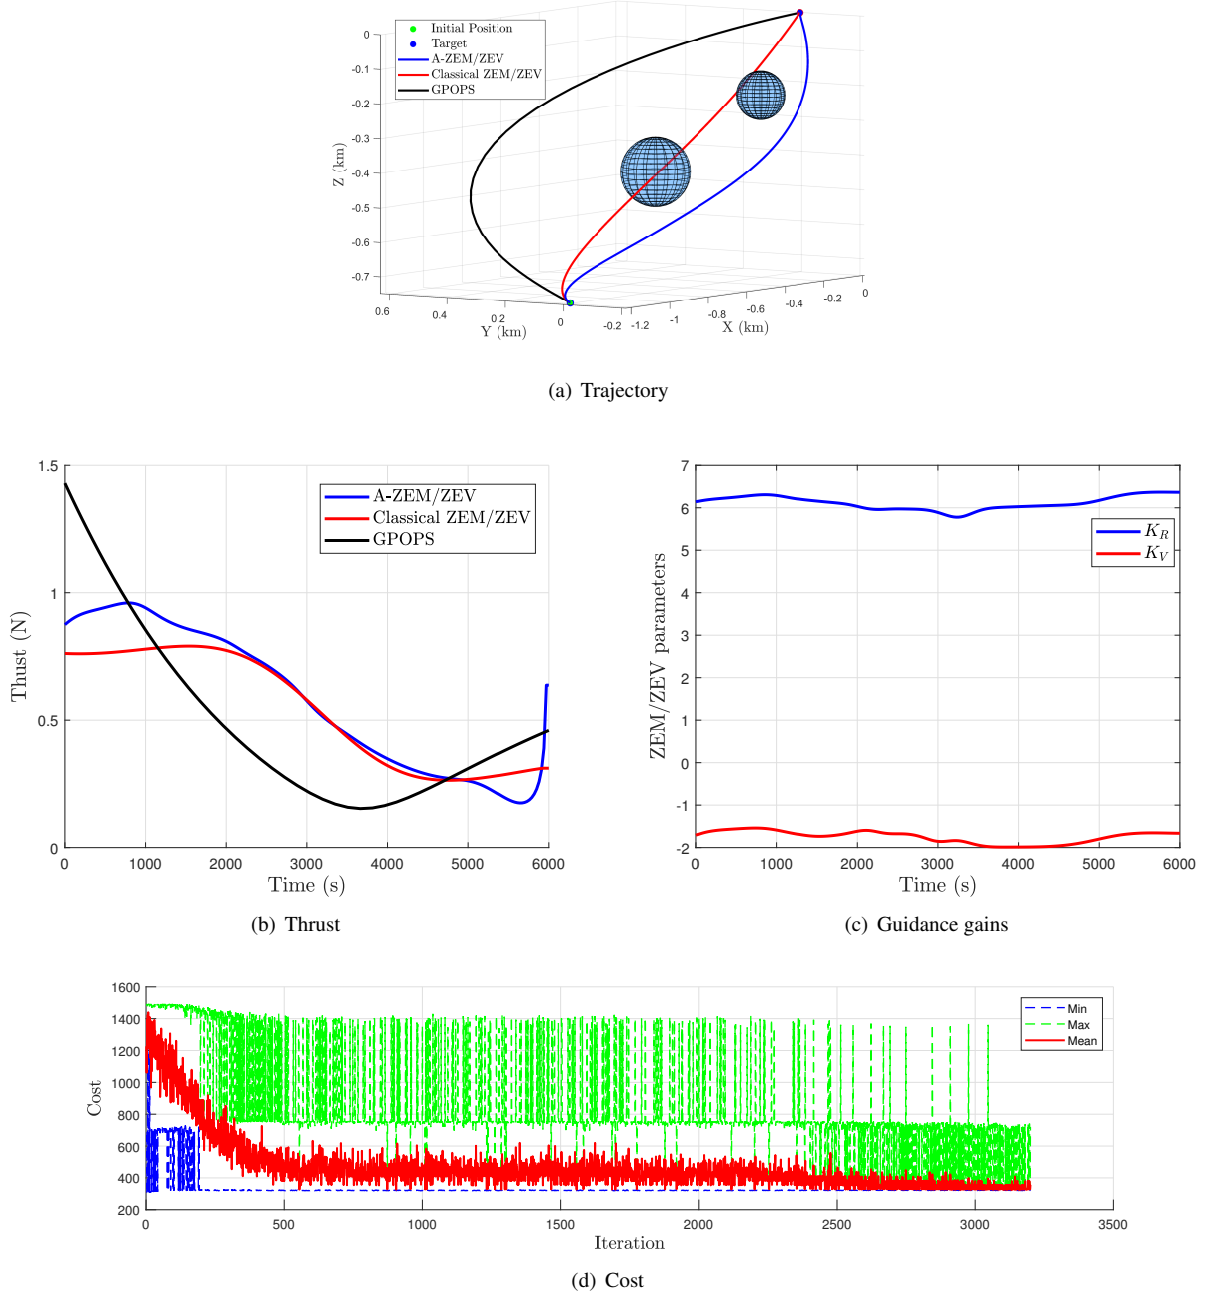 Initial Position
Target
A-ZEM/ZEV
Classical ZEM/ZEV
GPOPS
0
-0.1
-0.2
-0.3
-0.4
-0.5
-0.6
-0.7
Z (km)
0.6
0.4
0.2
0
-0.2
Y (km)
-1.2
-1
-0.8
-0.6
-0.4
-0.2
0
X (km)
(a) Trajectory
1.5
1
0.5
0
Thust (N)
A-ZEM/ZEV
Classical ZEM/ZEV
GPOPS
0 1000 2000 3000 4000 5000 6000
Time (s)
(b) Thrust
7
6
5
4
3
2
1
0
-1
-2
ZEM/ZEV parameters
K_R
K_V
0 1000 2000 3000 4000 5000 6000
Time (s)
(c) Guidance gains
1600
1400
1200
1000
800
600
400
200
Cost
Min
Max
Mean
0 500 1000 1500 2000 2500 3000 3500
Iteration
(d) Cost